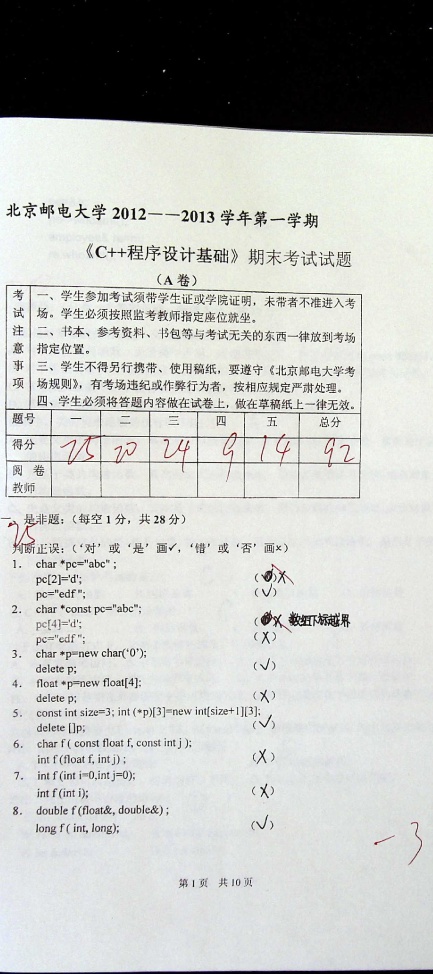 北京邮电大学 2012——2013 学年第一学期
《C++程序设计基础》期末考试试题
（A 卷）
考试注意事项
一、学生参加考试须带学生证或学院证明，未带者不准进入考
场。学生必须按照监考教师指定座位就坐。
二、书本、参考资料、书包等与考试无关的东西一律放到考场
指定位置。
三、学生不得另行携带、使用稿纸，要遵守《北京邮电大学考
场规则》，有考场违纪或作弊行为者，按相应规定严肃处理。
四、学生必须将答题内容做在试卷上，做在草稿纸上一律无效。
题号 一 二 三 四 五 总分
得分 25 20 24 9 14 92
阅卷
教师
一、是非题：（每空 1 分，共 28 分）
25
判断正误：（‘对’或‘是’画✓，‘错’或‘否’画×）
1. char *pc="abc" ;
pc[2]='d'; ( ) X
pc="edf "; (✓)
2. char *const pc="abc";
pc[4]='d'; ( X 数组下标越界
pc="edf "; (X)
3. char *p=new char('0');
delete p; (✓)
4. float *p=new float[4];
delete p; (X)
5. const int size=3; int (*p)[3]=new int[size+1][3];
delete []p; (✓)
6. char f ( const float f, const int j );
int f (float f, int j) ; (X)
7. int f (int i=0,int j=0);
int f (int i); (X)
8. double f (float&, double&) ;
long f ( int, long); (✓)
-3
第 1 页 共 10 页